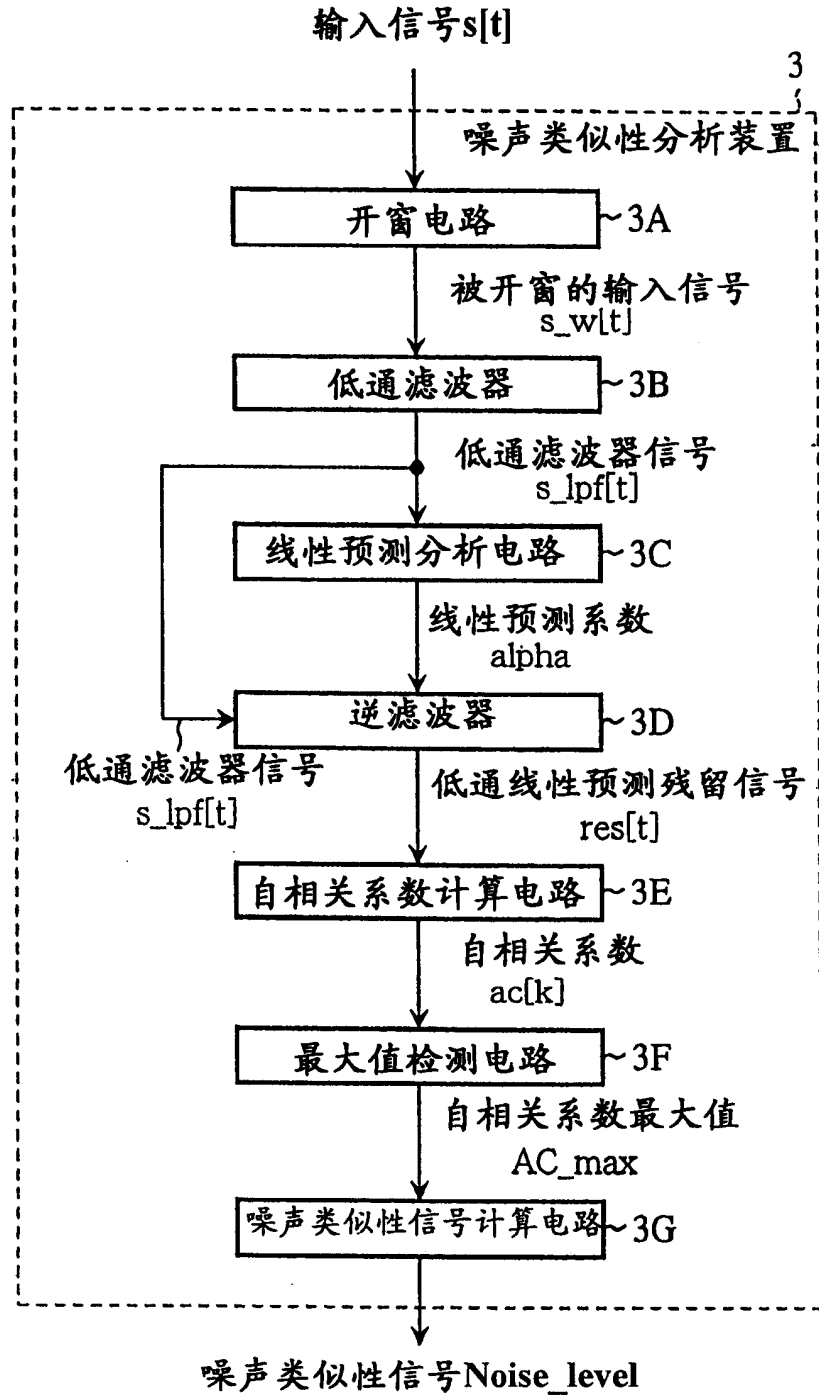 输入信号s[t]
3
噪声类似性分析装置
开窗电路
3A
被开窗的输入信号
s_w[t]
低通滤波器
3B
低通滤波器信号
s_lpf[t]
线性预测分析电路
3C
线性预测系数
alpha
逆滤波器
3D
低通滤波器信号
s_lpf[t]
低通线性预测残留信号
res[t]
自相关系数计算电路
3E
自相关系数
ac[k]
最大值检测电路
3F
自相关系数最大值
AC_max
噪声类似性信号计算电路
3G
噪声类似性信号Noise_level